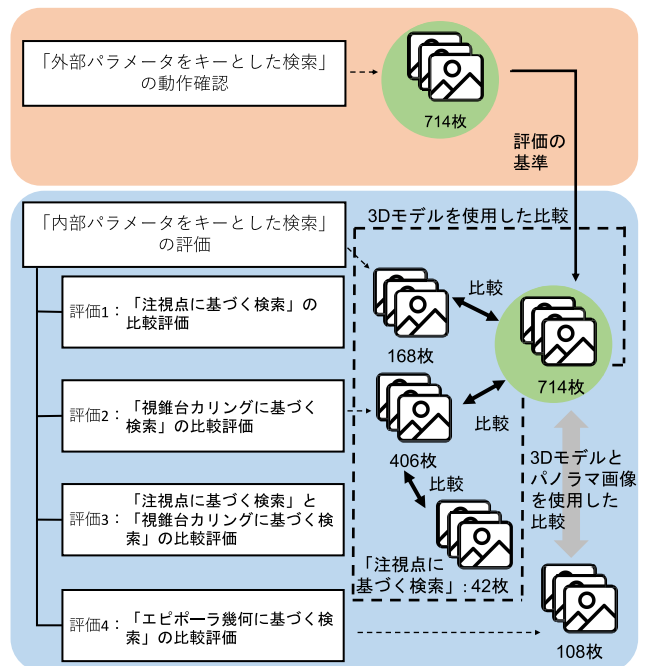 「外部パラメータをキーとした検索」
の動作確認
714枚
評価の
基準
「内部パラメータをキーとした検索」
の評価
3Dモデルを使用した比較
評価1：「注視点に基づく検索」の
比較評価
比較
168枚
714枚
評価2：「視錐台カリングに基づく
検索」の比較評価
比較
406枚
3Dモデルと
パノラマ画像
を使用した
比較
評価3：「注視点に基づく検索」と
「視錐台カリングに基づく検
索」の比較評価
比較
「注視点に
基づく検索」：42枚
評価4：「エピポーラ幾何に基づく検
索」の比較評価
108枚